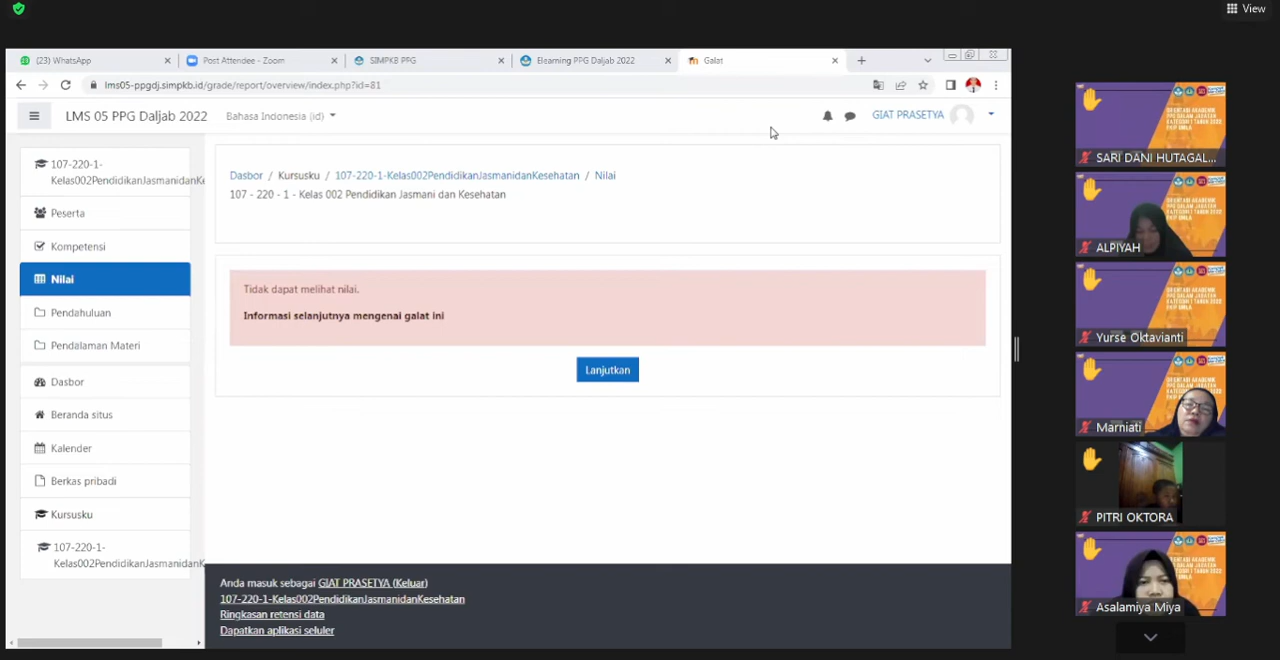 View
(23) WhatsApp
Post Attendee - Zoom
SIMPKB PPG
Elearning PPG Daljab 2022
Galat
lms05-ppgdj.simpkb.id/grade/report/overview/index.php?id=81
LMS 05 PPG Daljab 2022
Bahasa Indonesia (id)
GIAT PRASETYA
107-220-1-
Kelas002PendidikanJasmanidanKe
Peserta
Kompetensi
Nilai
Pendahuluan
Pendalaman Materi
Dasbor
Beranda situs
Kalender
Berkas pribadi
Kursusku
107-220-1-
Kelas002PendidikanJasmanidanK
Dasbor / Kursusku / 107-220-1-Kelas002PendidikanJasmanidanKesehatan / Nilai
107 - 220 - 1 - Kelas 002 Pendidikan Jasmani dan Kesehatan
Tidak dapat melihat nilai.
Informasi selanjutnya mengenai galat ini
Lanjutkan
Anda masuk sebagai GIAT PRASETYA (Keluar)
107-220-1-Kelas002PendidikanJasmanidanKesehatan
Ringkasan retensi data
Dapatkan aplikasi seluler
SARI DANI HUTAGAL...
ALPIYAH
Yurse Oktavianti
Marniati
PITRI OKTORA
Asalamiya Miya